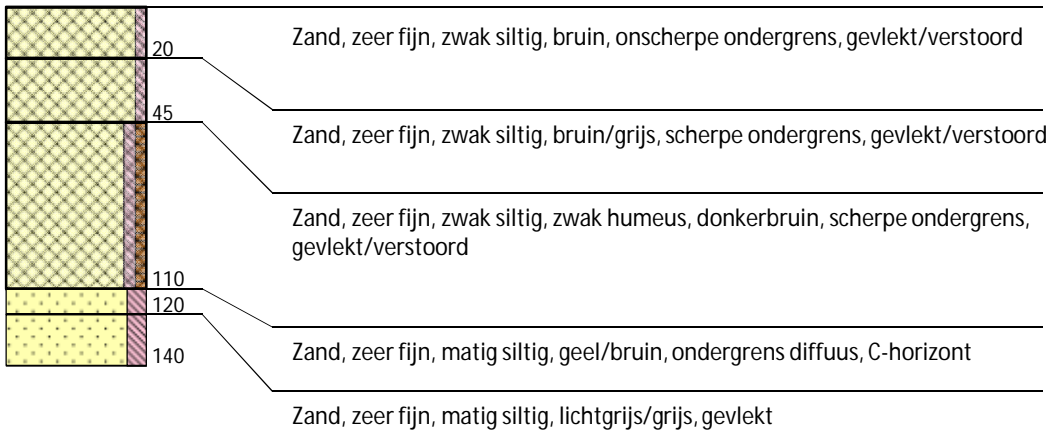 Zand, zeer fijn, zwak siltig, bruin, onscherpe ondergrens, gevlekt/verstoord
20
Zand, zeer fijn, zwak siltig, bruin/grijs, scherpe ondergrens, gevlekt/verstoord
45
Zand, zeer fijn, zwak siltig, zwak humeus, donkerbruin, scherpe ondergrens,
gevlekt/verstoord
110
120
Zand, zeer fijn, matig siltig, geel/bruin, ondergrens diffuus, C-horizont
140
Zand, zeer fijn, matig siltig, lichtgrijs/grijs, gevlekt